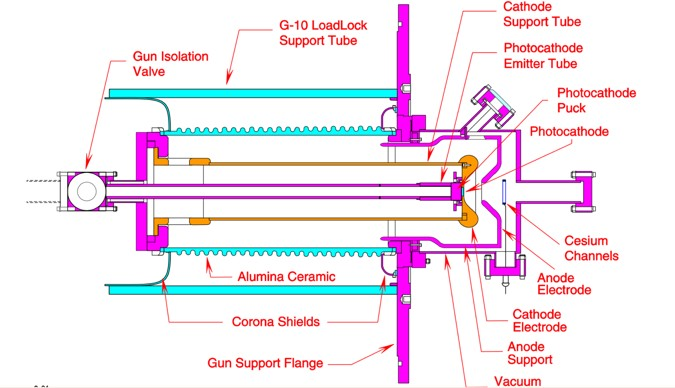 Cathode
Support Tube
G-10 LoadLock
Support Tube
Photocathode
Emitter Tube
Gun Isolation
Valve
Photocathode
Puck
Photocathode
Cesium
Channels
Alumina Ceramic
Anode
Electrode
Corona Shields
Cathode
Electrode
Anode
Support
Gun Support Flange
Vacuum